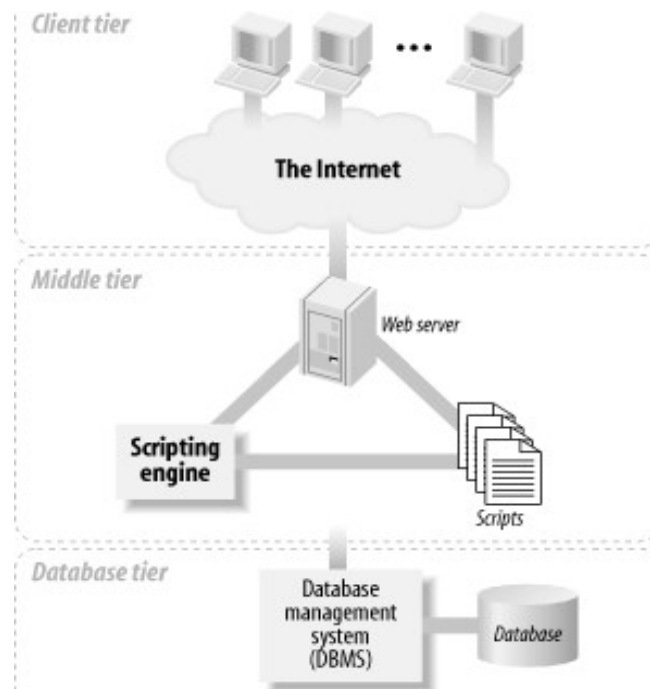 Client tier
The Internet
Middle tier
Web server
Scripting
engine
Scripts
Database tier
Database
management
system
(DBMS)
Database